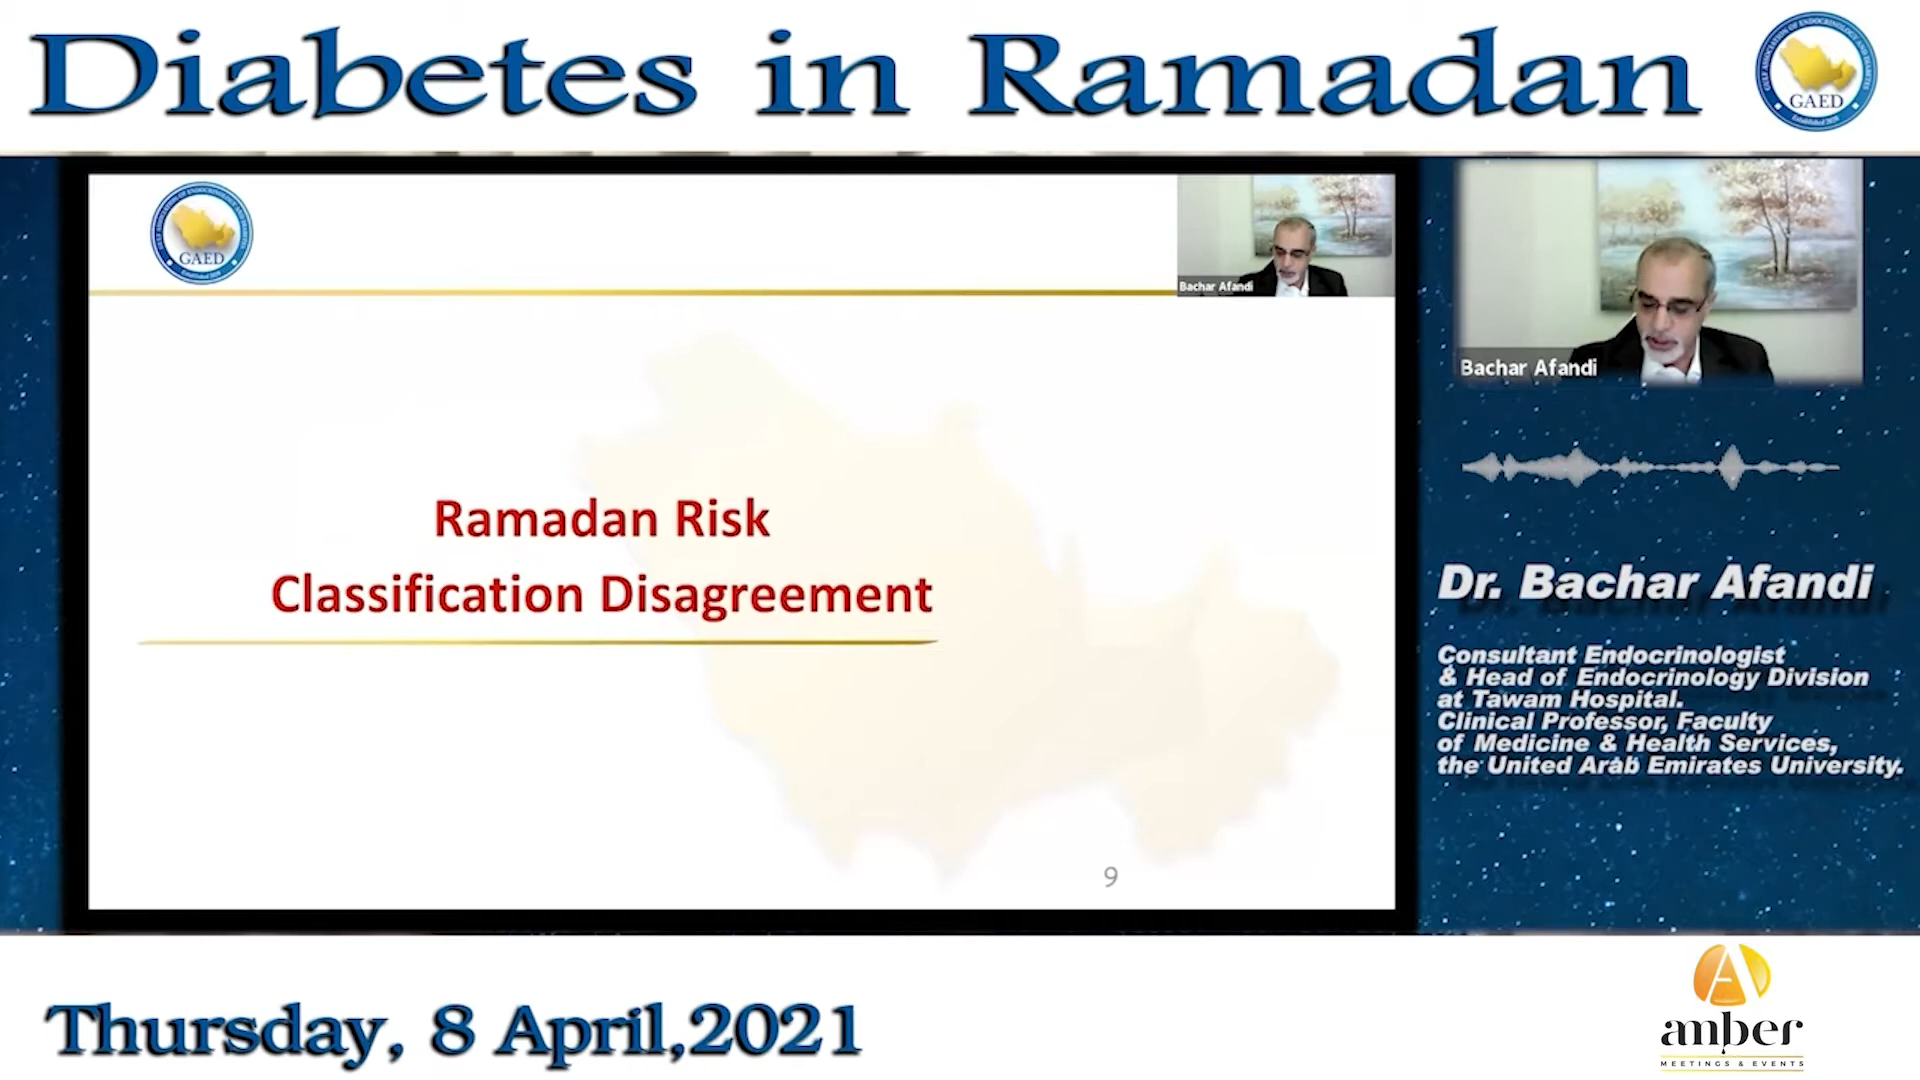 Diabetes in Ramadan
GAED
GAED
Bachar Afandi
Bachar Afandi
Ramadan Risk
Classification Disagreement
9
Dr. Bachar Afandi
Consultant Endocrinologist
& Head of Endocrinology Division
at Tawam Hospital.
Clinical Professor, Faculty
of Medicine & Health Services,
the United Arab Emirates University.
Thursday, 8 April,2021
amber
MEETINGS & EVENTS